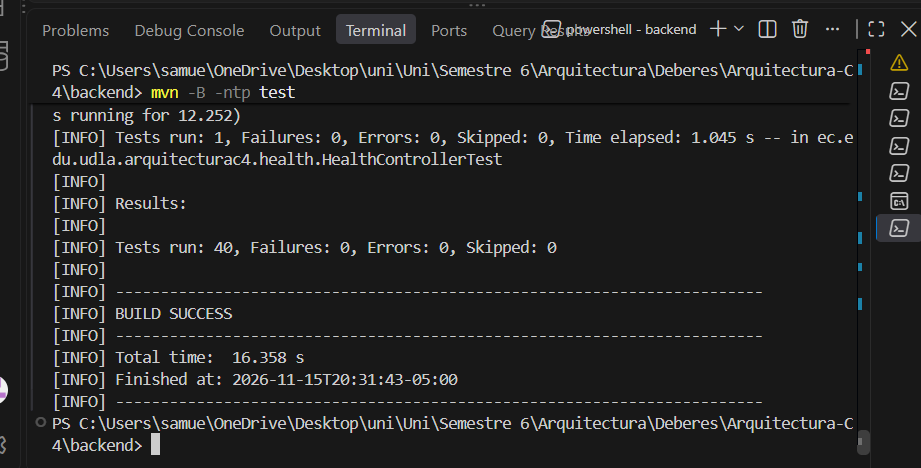 Problems Debug Console Output Terminal Ports Query Results powershell - backend
PS C:\Users\samue\OneDrive\Desktop\uni\Uni\Semestre 6\Arquitectura\Deberes\Arquitectura-C
4\backend> mvn -B -ntp test
s running for 12.252)
[INFO] Tests run: 1, Failures: 0, Errors: 0, Skipped: 0, Time elapsed: 1.045 s -- in ec.e
du.udla.arquitecturac4.health.HealthControllerTest
[INFO]
[INFO] Results:
[INFO]
[INFO] Tests run: 40, Failures: 0, Errors: 0, Skipped: 0
[INFO]
[INFO] ------------------------------------------------------------------------
[INFO] BUILD SUCCESS
[INFO] ------------------------------------------------------------------------
[INFO] Total time:  16.358 s
[INFO] Finished at: 2026-11-15T20:31:43-05:00
[INFO] ------------------------------------------------------------------------
PS C:\Users\samue\OneDrive\Desktop\uni\Uni\Semestre 6\Arquitectura\Deberes\Arquitectura-C
4\backend>